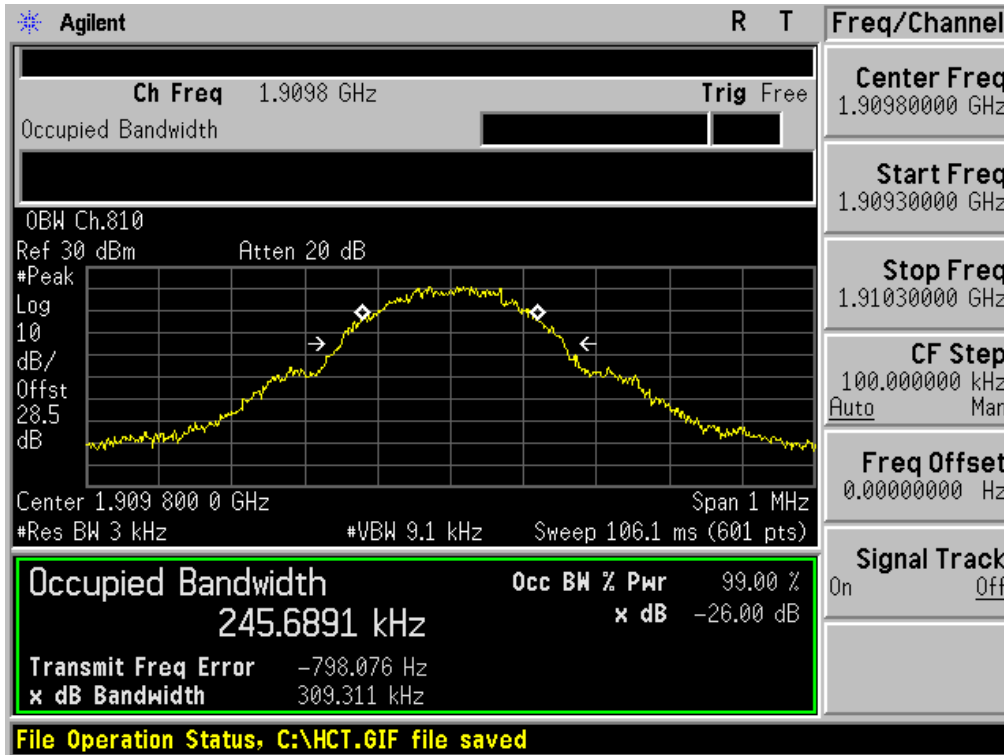 Agilent R T Freq/Channel
Ch Freq 1.9098 GHz Trig Free
Occupied Bandwidth
Center Freq
1.90980000 GHz
Start Freq
1.90930000 GHz
Stop Freq
1.91030000 GHz
CF Step
100.000000 kHz
Auto Man
Freq Offset
0.00000000 Hz
Signal Track
On Off
OBW Ch.810
Ref 30 dBm Atten 20 dB
#Peak
Log
10
dB/
Offst
28.5
dB
Center 1.909 800 0 GHz Span 1 MHz
#Res BW 3 kHz #VBW 9.1 kHz Sweep 106.1 ms (601 pts)
Occupied Bandwidth Occ BW % Pwr 99.00 %
245.6891 kHz x dB -26.00 dB
Transmit Freq Error -798.076 Hz
x dB Bandwidth 309.311 kHz
File Operation Status, C:\HCT.GIF file saved